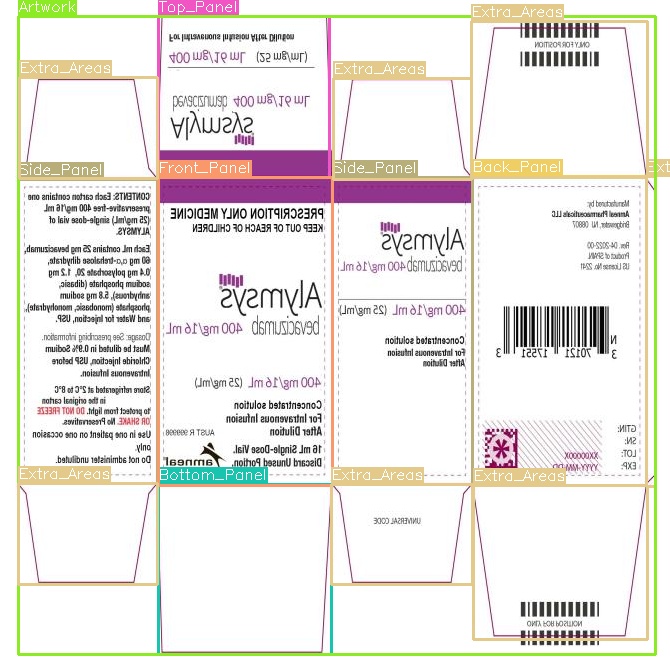 Artwork
Top_Panel
Extra_Areas
For Intravenous Infusion After Dilution
400 mg/16 mL (25 mg/mL)
bevacizumab 400 mg/16 mL
Alymsys
ONLY FOR POSITION
Extra_Areas
Extra_Areas
Side_Panel
Front_Panel
Side_Panel
Back_Panel
Ext
CONTENTS: Each carton contains one
preservative-free 400 mg/16 mL
(25 mg/mL) single-dose vial of
ALYMSYS.
Each mL contains 25 mg bevacizumab,
60 mg α,α-trehalose dihydrate,
0.4 mg polysorbate 20, 1.2 mg
sodium phosphate (dibasic,
anhydrous), 5.8 mg sodium
phosphate (monobasic, monohydrate),
and Water for Injection, USP.
Dosage: See prescribing information.
Must be diluted in 0.9% Sodium
Chloride Injection, USP before
Intravenous Infusion.
Store refrigerated at 2°C to 8°C
in the original carton
to protect from light. DO NOT FREEZE
OR SHAKE. No Preservatives.
Use in one patient on one occasion
only
Do not administer undiluted.
PRESCRIPTION ONLY MEDICINE
KEEP OUT OF REACH OF CHILDREN
Alymsys
bevacizumab 400 mg/16 mL
400 mg/16 mL (25 mg/mL)
Concentrated solution
For Intravenous Infusion
After Dilution
AUST R 999999
16 mL Single-Dose Vial.
Discard Unused Portion.
amneal
Alymsys
bevacizumab 400 mg/16 mL
400 mg/16 mL (25 mg/mL)
Concentrated solution
For Intravenous Infusion
After Dilution
Manufactured by:
Amneal Pharmaceuticals LLC
Bridgewater, NJ 08807
Rev. 04-2022-00
Product of SPAIN
US License No. 2241
N
3 70121 17551 3
GTIN:
SN:
LOT: XXXXXXXX
EXP: YYYY-MMM-DD
Extra_Areas
Bottom_Panel
Extra_Areas
Extra_Areas
UNIVERSAL CODE
ONLY FOR POSITION